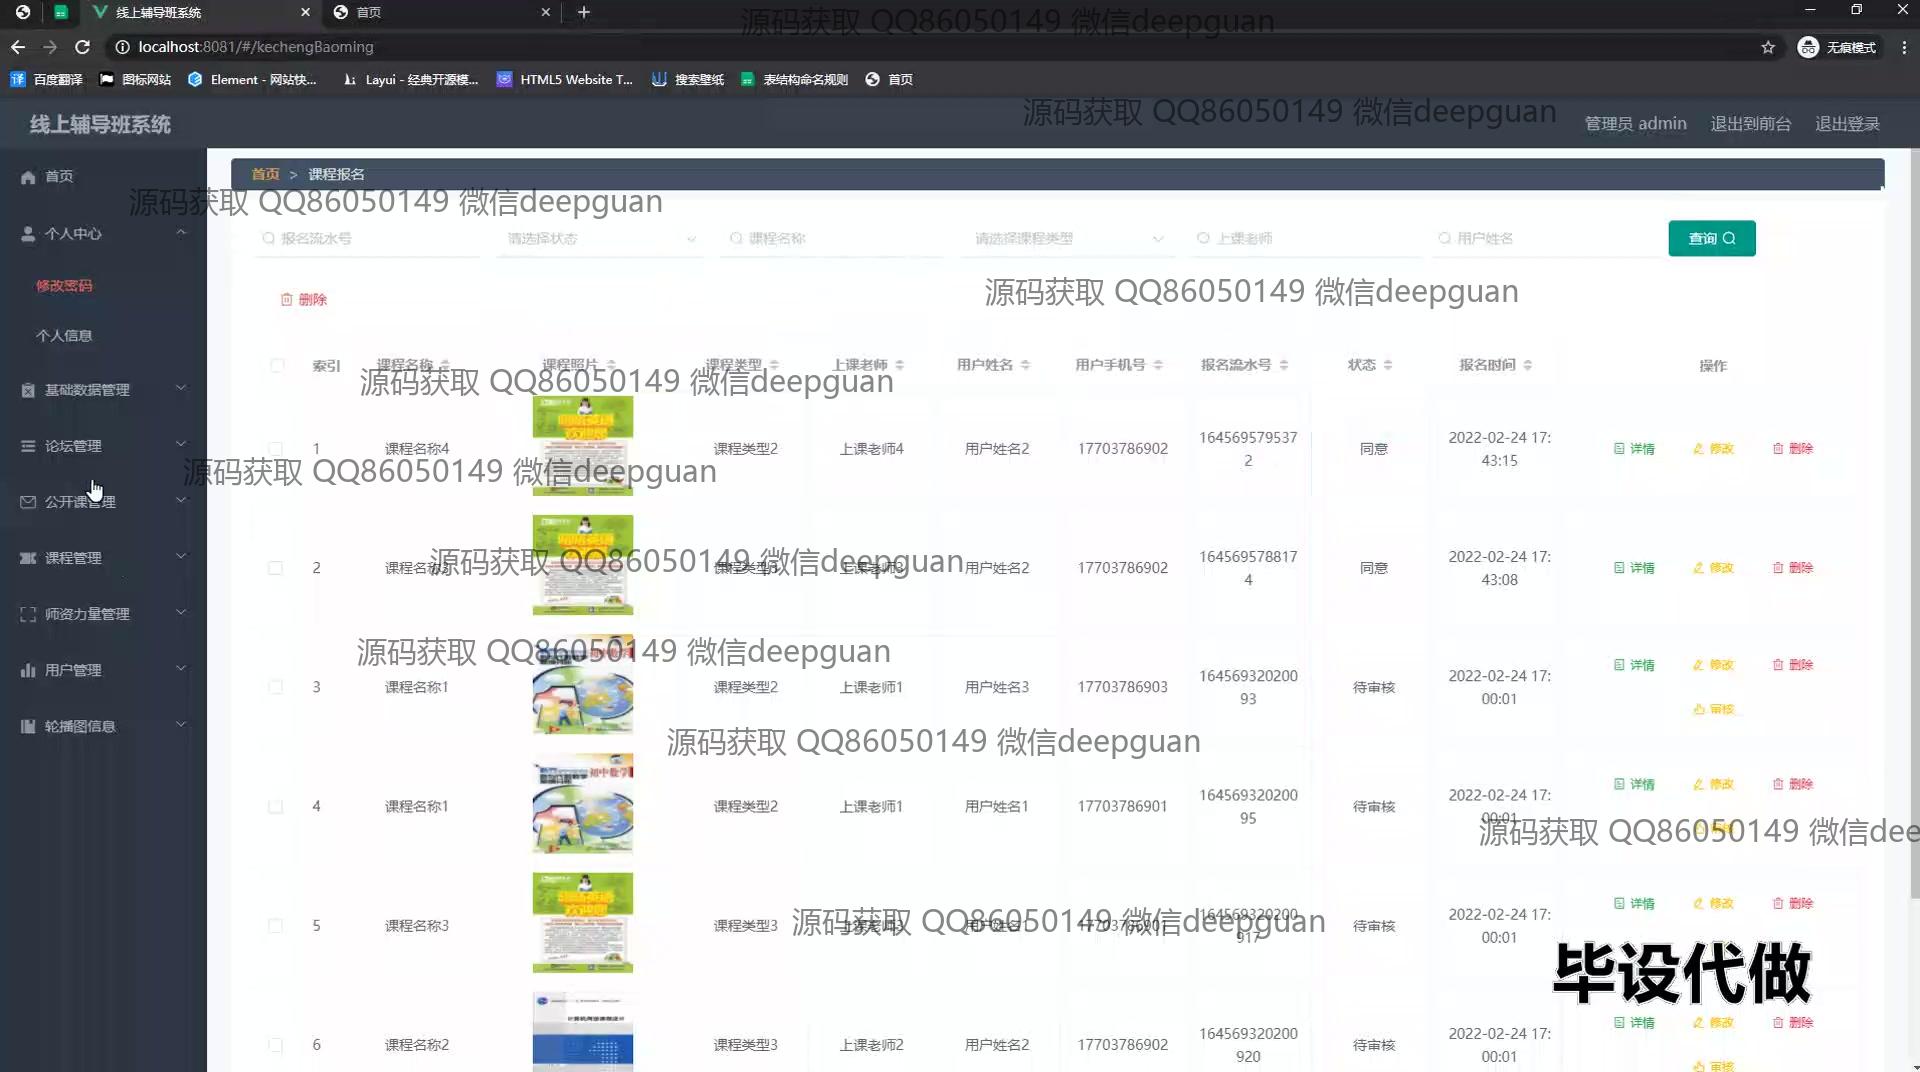 线上辅导班系统
首页
localhost:8081/#/kechengBaoming
无痕模式
百度翻译
图标网站
Element - 网站快...
Layui - 经典开源模...
HTML5 Website T...
搜索壁纸
表结构命名规则
首页
源码获取 QQ86050149 微信deepguan
线上辅导班系统
源码获取 QQ86050149 微信deepguan
管理员 admin
退出到前台
退出登录
首页
个人中心
修改密码
个人信息
基础数据管理
论坛管理
公开课管理
课程管理
师资力量管理
用户管理
轮播图信息
首页 > 课程报名
源码获取 QQ86050149 微信deepguan
报名流水号
请选择状态
课程名称
请选择课程类型
上课老师
用户姓名
查询
源码获取 QQ86050149 微信deepguan
删除
索引 课程名称 课程照片 课程类型 上课老师 用户姓名 用户手机号 报名流水号 状态 报名时间 操作
源码获取 QQ86050149 微信deepguan
1 课程名称4 课程类型2 上课老师4 用户姓名2 17703786902 164569579537 同意 2022-02-24 17: 详情 修改 删除
2 43:15
源码获取 QQ86050149 微信deepguan
2 课程名称3 课程类型1 上课老师3 用户姓名2 17703786902 164569578817 同意 2022-02-24 17: 详情 修改 删除
4 43:08
源码获取 QQ86050149 微信deepguan
初中数学
3 课程名称1 课程类型2 上课老师1 用户姓名3 17703786903 164569320200 待审核 2022-02-24 17: 详情 修改 删除
93 00:01 审核
源码获取 QQ86050149 微信deepguan
初中数学
4 课程名称1 课程类型2 上课老师1 用户姓名1 17703786901 164569320200 待审核 2022-02-24 17: 详情 修改 删除
95 00:01 审核
源码获取 QQ86050149 微信dee
5 课程名称3 课程类型3 上课老师3 用户姓名1 17703786901 164569320200 待审核 2022-02-24 17: 详情 修改 删除
917 00:01
源码获取 QQ86050149 微信deepguan
毕设代做
6 课程名称2 课程类型3 上课老师2 用户姓名2 17703786902 164569320200 待审核 2022-02-24 17: 详情 修改 删除
920 00:01 审核